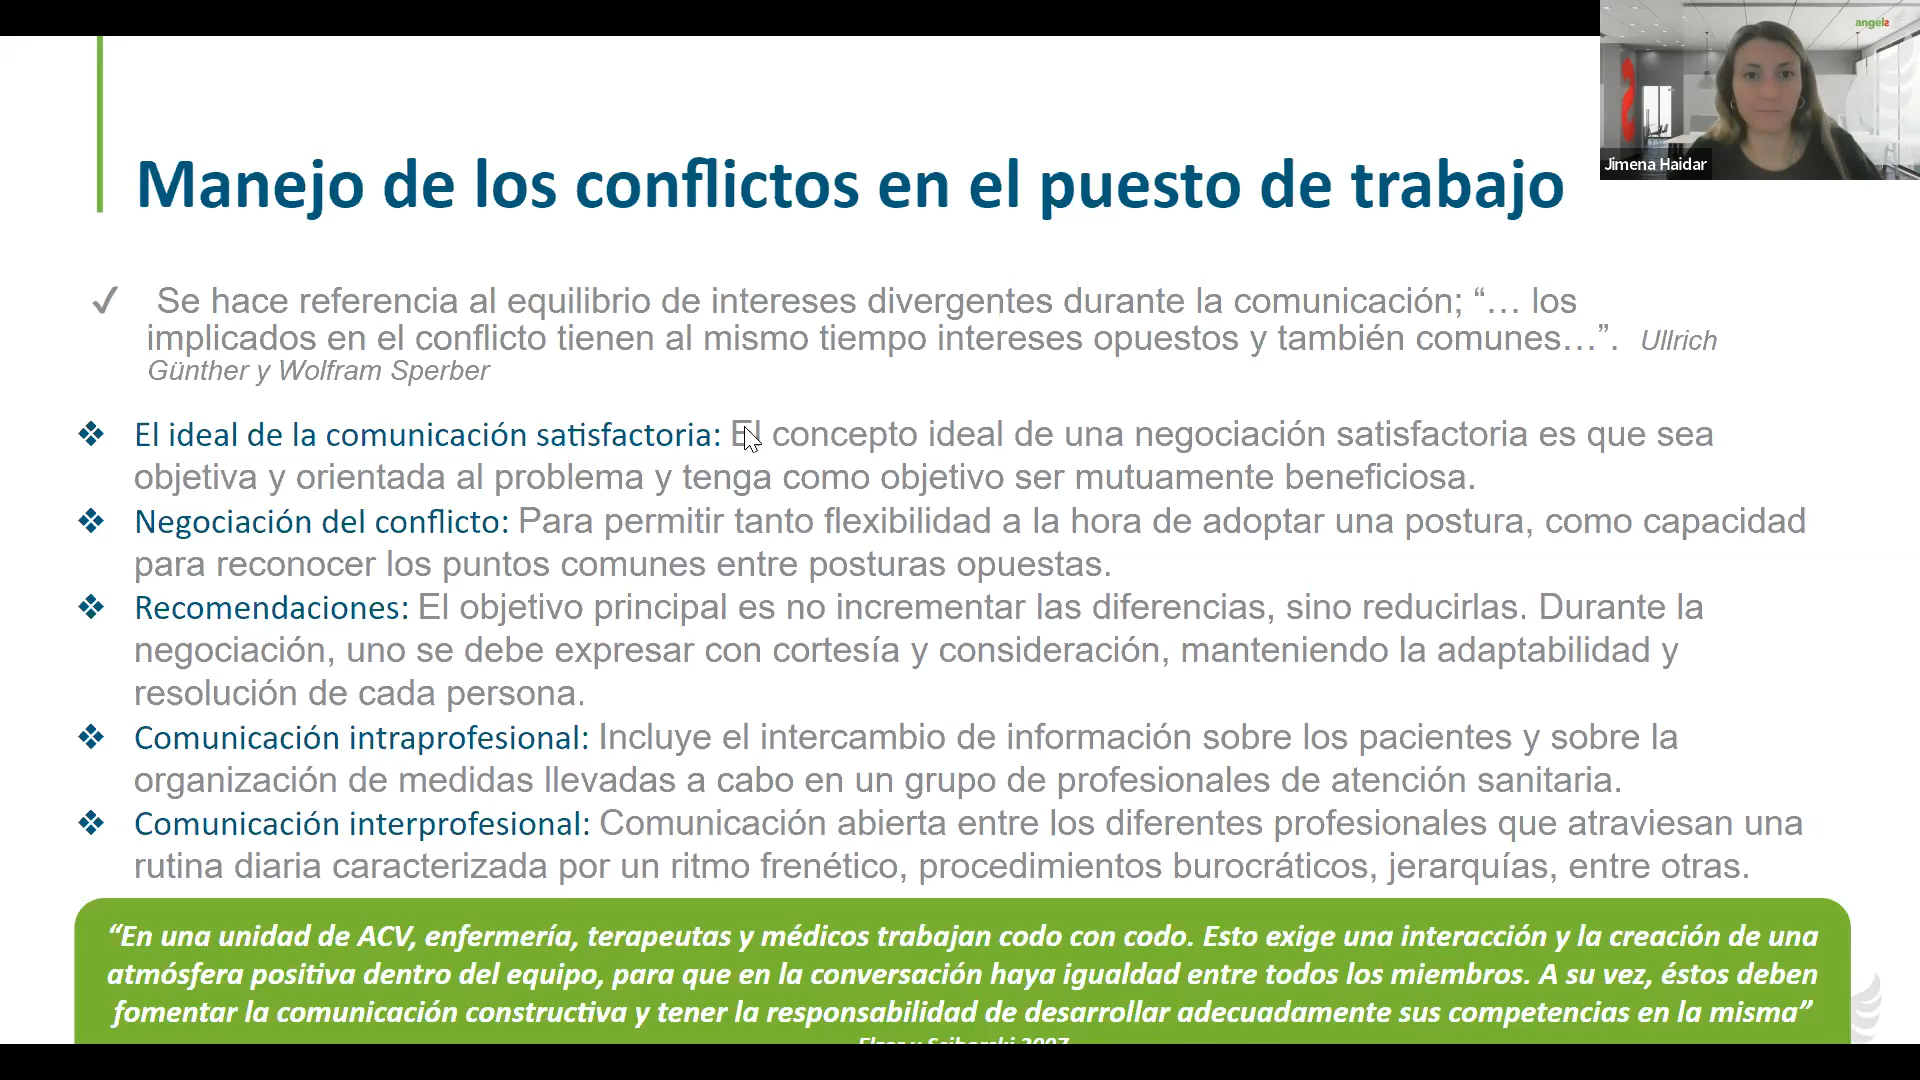 angels
Jimena Haidar
Manejo de los conflictos en el puesto de trabajo
✓ Se hace referencia al equilibrio de intereses divergentes durante la comunicación; “… los
implicados en el conflicto tienen al mismo tiempo intereses opuestos y también comunes…”. Ullrich
Günther y Wolfram Sperber
❖ El ideal de la comunicación satisfactoria: El concepto ideal de una negociación satisfactoria es que sea
objetiva y orientada al problema y tenga como objetivo ser mutuamente beneficiosa.
❖ Negociación del conflicto: Para permitir tanto flexibilidad a la hora de adoptar una postura, como capacidad
para reconocer los puntos comunes entre posturas opuestas.
❖ Recomendaciones: El objetivo principal es no incrementar las diferencias, sino reducirlas. Durante la
negociación, uno se debe expresar con cortesía y consideración, manteniendo la adaptabilidad y
resolución de cada persona.
❖ Comunicación intraprofesional: Incluye el intercambio de información sobre los pacientes y sobre la
organización de medidas llevadas a cabo en un grupo de profesionales de atención sanitaria.
❖ Comunicación interprofesional: Comunicación abierta entre los diferentes profesionales que atraviesan una
rutina diaria caracterizada por un ritmo frenético, procedimientos burocráticos, jerarquías, entre otras.
“En una unidad de ACV, enfermería, terapeutas y médicos trabajan codo con codo. Esto exige una interacción y la creación de una
atmósfera positiva dentro del equipo, para que en la conversación haya igualdad entre todos los miembros. A su vez, éstos deben
fomentar la comunicación constructiva y tener la responsabilidad de desarrollar adecuadamente sus competencias en la misma”